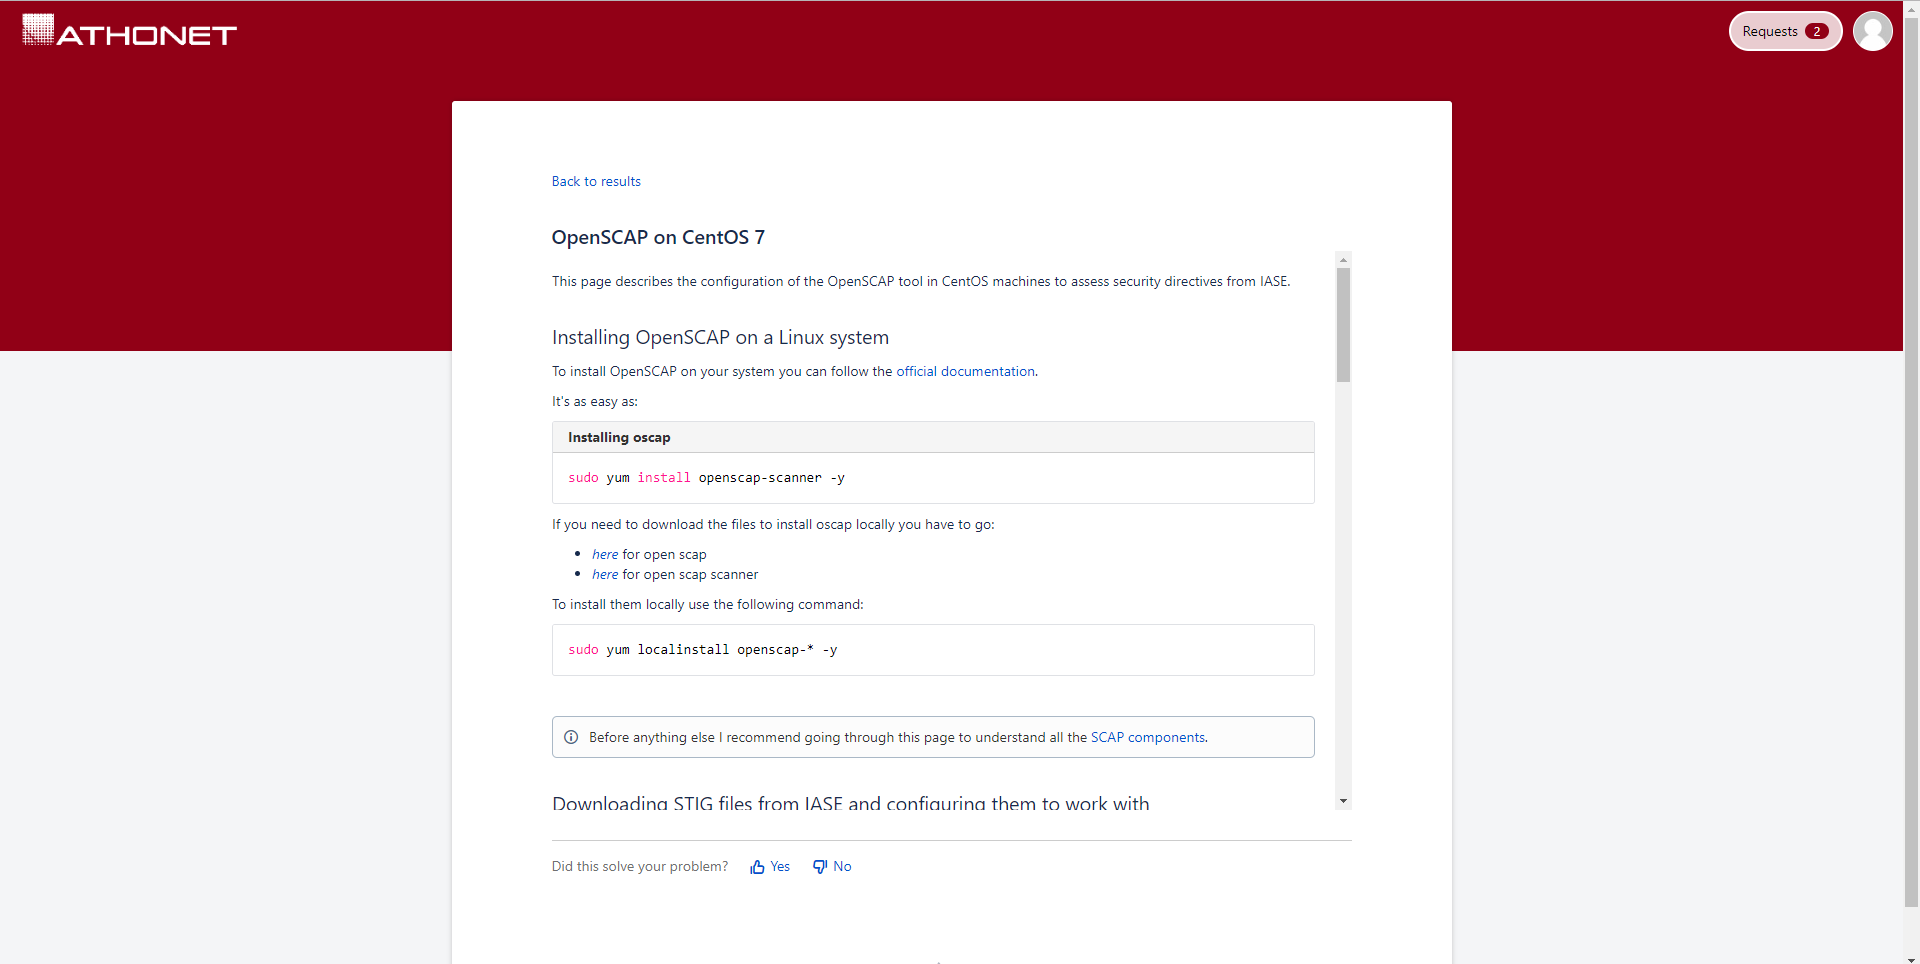 ATHONET
Requests 2
Back to results
OpenSCAP on CentOS 7
This page describes the configuration of the OpenSCAP tool in CentOS machines to assess security directives from IASE.
Installing OpenSCAP on a Linux system
To install OpenSCAP on your system you can follow the official documentation.
It's as easy as:
Installing oscap
sudo yum install openscap-scanner -y
If you need to download the files to install oscap locally you have to go:
• here for open scap
• here for open scap scanner
To install them locally use the following command:
sudo yum localinstall openscap-* -y
Before anything else I recommend going through this page to understand all the SCAP components.
Downloading STIG files from IASE and configuring them to work with
Did this solve your problem? Yes No